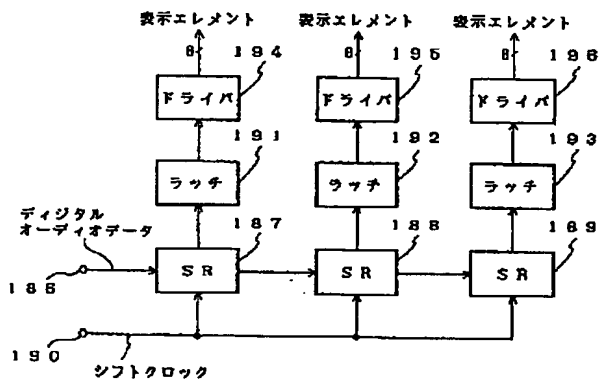 表示エレメント 表示エレメント 表示エレメント
8 194 8 195 8 196
ドライバ ドライバ ドライバ
191 192 193
ラッチ ラッチ ラッチ
ディジタル
オーディオデータ
187 188 189
SR SR SR
186
190
シフトクロック